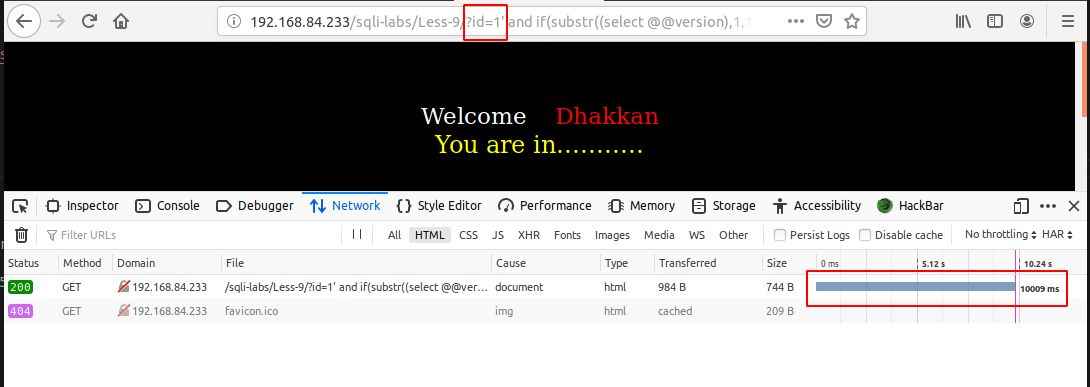 192.168.84.233/sqli-labs/Less-9/?id=1' and if(substr((select @@version),1,1
Welcome Dhakkan
You are in...........
Inspector Console Debugger Network Style Editor Performance Memory Storage Accessibility HackBar
Filter URLs All HTML CSS JS XHR Fonts Images Media WS Other Persist Logs Disable cache No throttling HAR
Status Method Domain File Cause Type Transferred Size 0 ms 5.12 s 10.24 s
200 GET 192.168.84.233 /sqli-labs/Less-9/?id=1' and if(substr((select @@ver... document html 984 B 744 B 10009 ms
404 GET 192.168.84.233 favicon.ico img html cached 209 B